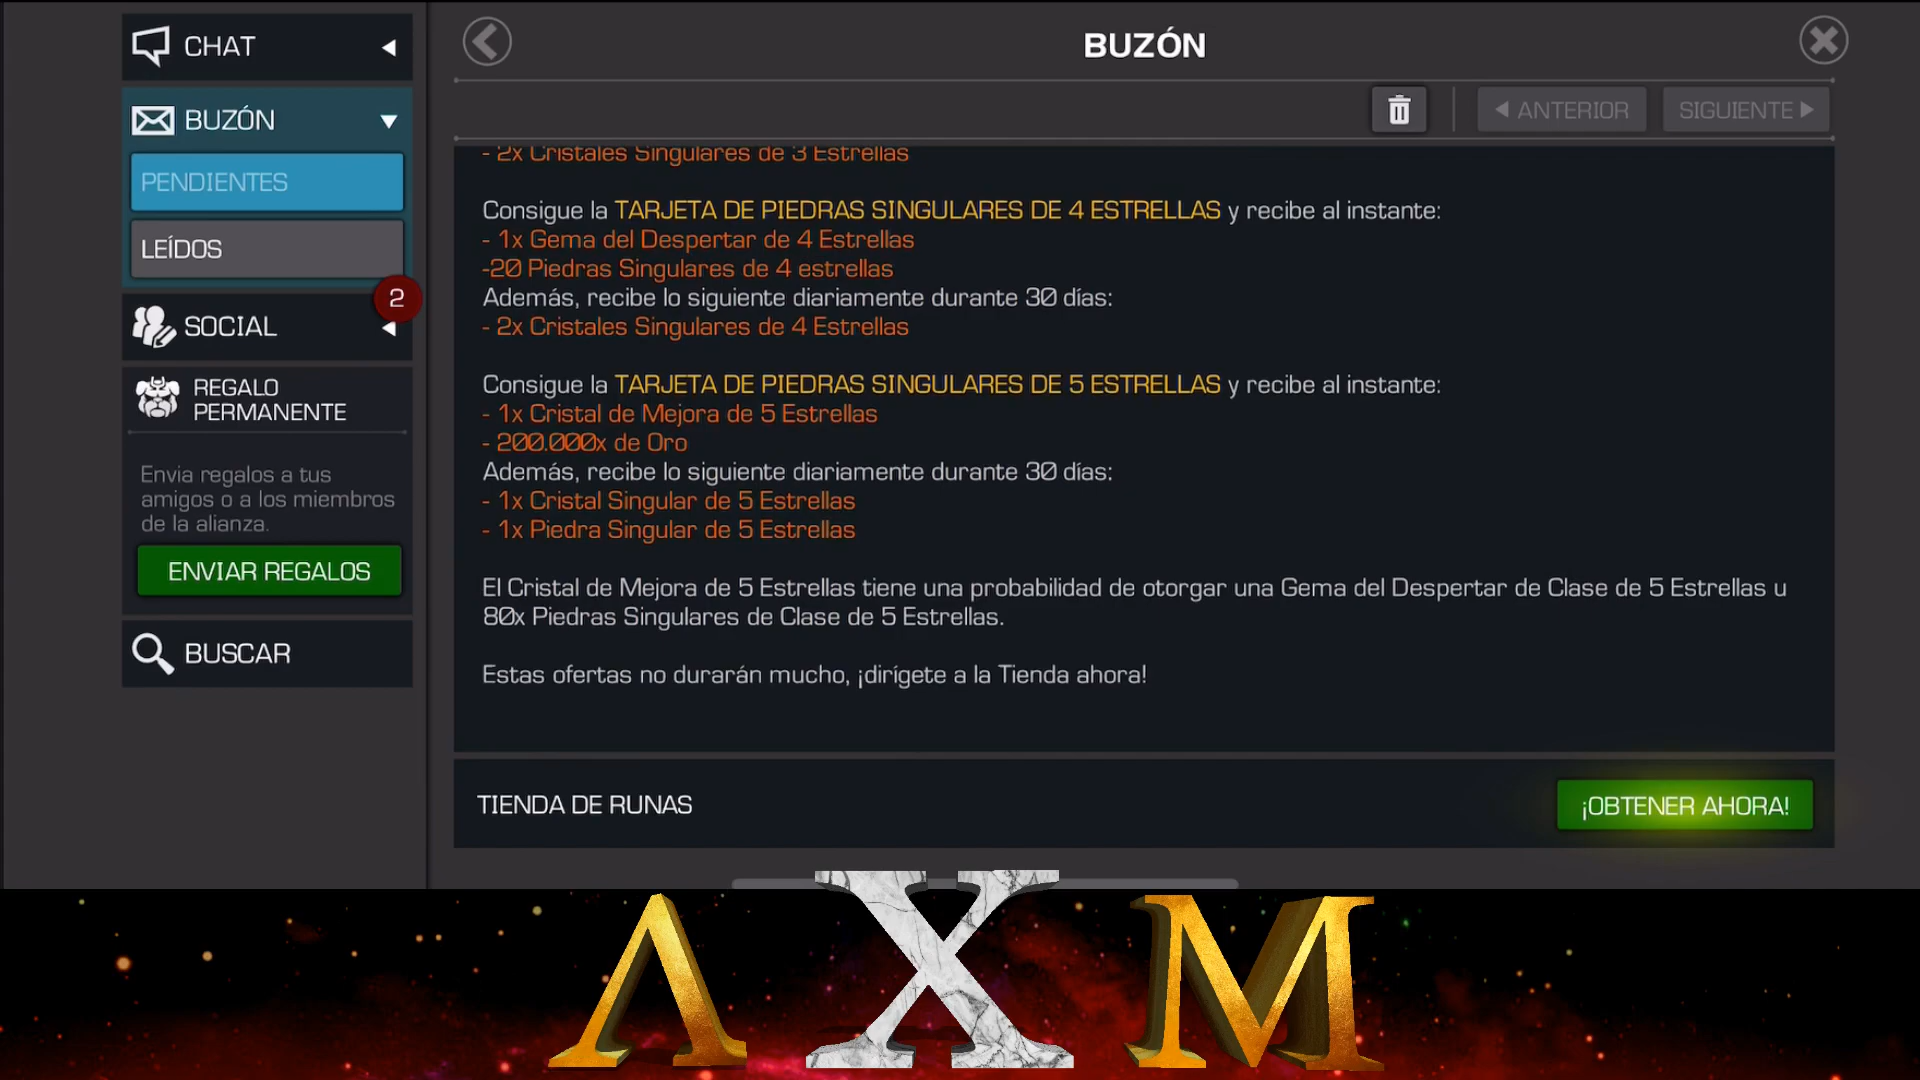 CHAT
BUZÓN
PENDIENTES
LEÍDOS
2
SOCIAL
REGALO
PERMANENTE
Envia regalos a tus
amigos o a los miembros
de la alianza.
ENVIAR REGALOS
BUSCAR
BUZÓN
ANTERIOR
SIGUIENTE
- 2x Cristales Singulares de 3 Estrellas
Consigue la TARJETA DE PIEDRAS SINGULARES DE 4 ESTRELLAS y recibe al instante:
- 1x Gema del Despertar de 4 Estrellas
-20 Piedras Singulares de 4 estrellas
Además, recibe lo siguiente diariamente durante 30 días:
- 2x Cristales Singulares de 4 Estrellas
Consigue la TARJETA DE PIEDRAS SINGULARES DE 5 ESTRELLAS y recibe al instante:
- 1x Cristal de Mejora de 5 Estrellas
- 200.000x de Oro
Además, recibe lo siguiente diariamente durante 30 días:
- 1x Cristal Singular de 5 Estrellas
- 1x Piedra Singular de 5 Estrellas
El Cristal de Mejora de 5 Estrellas tiene una probabilidad de otorgar una Gema del Despertar de Clase de 5 Estrellas u
80x Piedras Singulares de Clase de 5 Estrellas.
Estas ofertas no durarán mucho, ¡dirígete a la Tienda ahora!
TIENDA DE RUNAS
¡OBTENER AHORA!
ΛXM